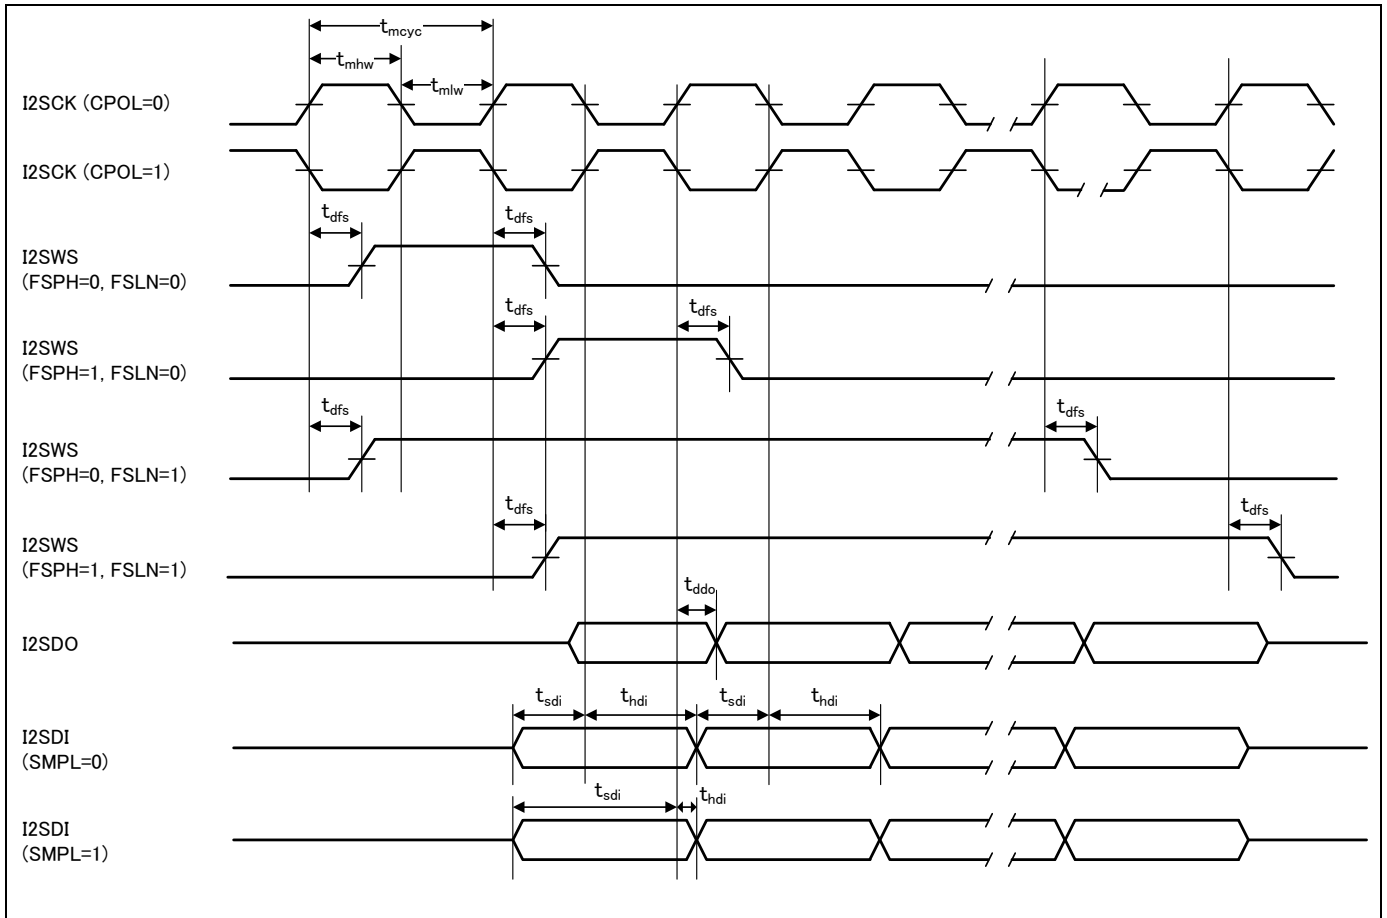 tmcyc
tmhw
tmlw
I2SCK (CPOL=0)
I2SCK (CPOL=1)
tdfs
tdfs
I2SWS
(FSPH=0, FSLN=0)
tdfs
tdfs
I2SWS
(FSPH=1, FSLN=0)
tdfs
tdfs
I2SWS
(FSPH=0, FSLN=1)
tdfs
tdfs
I2SWS
(FSPH=1, FSLN=1)
tddo
I2SDO
tsdi
thdi
tsdi
thdi
I2SDI
(SMPL=0)
tsdi
thdi
I2SDI
(SMPL=1)